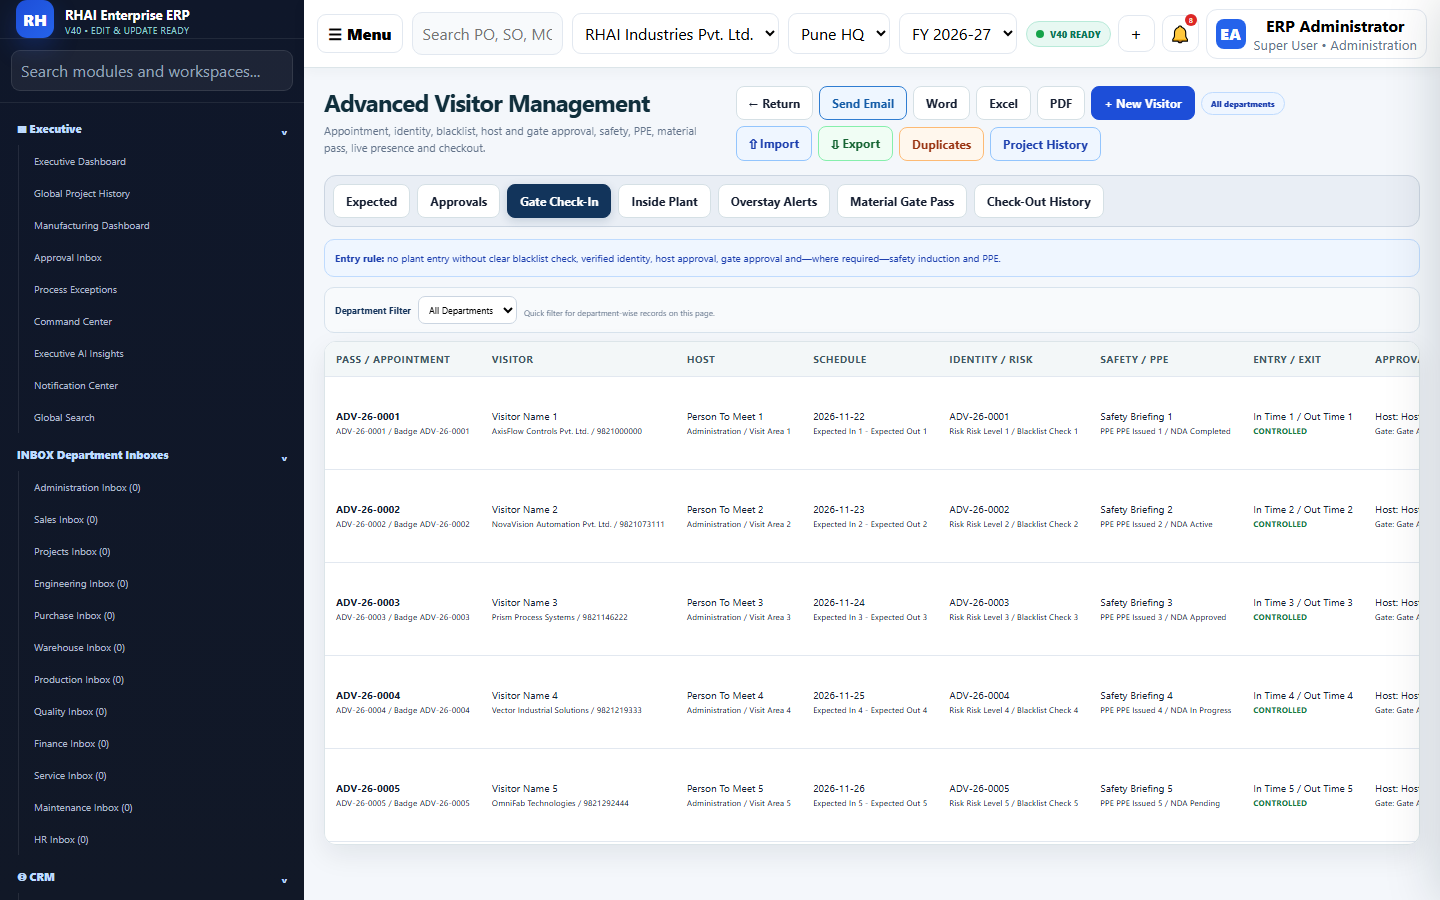 RH
RHAI Enterprise ERP
V40 • EDIT & UPDATE READY
Search modules and workspaces...
Executive
Executive Dashboard
Global Project History
Manufacturing Dashboard
Approval Inbox
Process Exceptions
Command Center
Executive AI Insights
Notification Center
Global Search
INBOX Department Inboxes
Administration Inbox (0)
Sales Inbox (0)
Projects Inbox (0)
Engineering Inbox (0)
Purchase Inbox (0)
Warehouse Inbox (0)
Production Inbox (0)
Quality Inbox (0)
Finance Inbox (0)
Service Inbox (0)
Maintenance Inbox (0)
HR Inbox (0)
CRM
☰ Menu
Search PO, SO, MC
RHAI Industries Pvt. Ltd.
Pune HQ
FY 2026-27
V40 READY
+
8
EA
ERP Administrator
Super User • Administration
Advanced Visitor Management
Appointment, identity, blacklist, host and gate approval, safety, PPE, material
pass, live presence and checkout.
← Return
Send Email
Word
Excel
PDF
+ New Visitor
All departments
⇧ Import
⇩ Export
Duplicates
Project History
Expected
Approvals
Gate Check-In
Inside Plant
Overstay Alerts
Material Gate Pass
Check-Out History
Entry rule: no plant entry without clear blacklist check, verified identity, host approval, gate approval and—where required—safety induction and PPE.
Department Filter
All Departments
Quick filter for department-wise records on this page.
PASS / APPOINTMENT VISITOR HOST SCHEDULE IDENTITY / RISK SAFETY / PPE ENTRY / EXIT APPROVA
ADV-26-0001 Visitor Name 1 Person To Meet 1 2026-11-22 ADV-26-0001 Safety Briefing 1 In Time 1 / Out Time 1 Host: Hos
ADV-26-0001 / Badge ADV-26-0001 AxisFlow Controls Pvt. Ltd. / 9821000000 Administration / Visit Area 1 Expected In 1 - Expected Out 1 Risk Risk Level 1 / Blacklist Check 1 PPE PPE Issued 1 / NDA Completed CONTROLLED Gate: Gate A
ADV-26-0002 Visitor Name 2 Person To Meet 2 2026-11-23 ADV-26-0002 Safety Briefing 2 In Time 2 / Out Time 2 Host: Hos
ADV-26-0002 / Badge ADV-26-0002 NovaVision Automation Pvt. Ltd. / 9821073111 Administration / Visit Area 2 Expected In 2 - Expected Out 2 Risk Risk Level 2 / Blacklist Check 2 PPE PPE Issued 2 / NDA Active CONTROLLED Gate: Gate A
ADV-26-0003 Visitor Name 3 Person To Meet 3 2026-11-24 ADV-26-0003 Safety Briefing 3 In Time 3 / Out Time 3 Host: Hos
ADV-26-0003 / Badge ADV-26-0003 Prism Process Systems / 9821146222 Administration / Visit Area 3 Expected In 3 - Expected Out 3 Risk Risk Level 3 / Blacklist Check 3 PPE PPE Issued 3 / NDA Approved CONTROLLED Gate: Gate A
ADV-26-0004 Visitor Name 4 Person To Meet 4 2026-11-25 ADV-26-0004 Safety Briefing 4 In Time 4 / Out Time 4 Host: Hos
ADV-26-0004 / Badge ADV-26-0004 Vector Industrial Solutions / 9821219333 Administration / Visit Area 4 Expected In 4 - Expected Out 4 Risk Risk Level 4 / Blacklist Check 4 PPE PPE Issued 4 / NDA In Progress CONTROLLED Gate: Gate A
ADV-26-0005 Visitor Name 5 Person To Meet 5 2026-11-26 ADV-26-0005 Safety Briefing 5 In Time 5 / Out Time 5 Host: Hos
ADV-26-0005 / Badge ADV-26-0005 OmniFab Technologies / 9821292444 Administration / Visit Area 5 Expected In 5 - Expected Out 5 Risk Risk Level 5 / Blacklist Check 5 PPE PPE Issued 5 / NDA Pending CONTROLLED Gate: Gate A